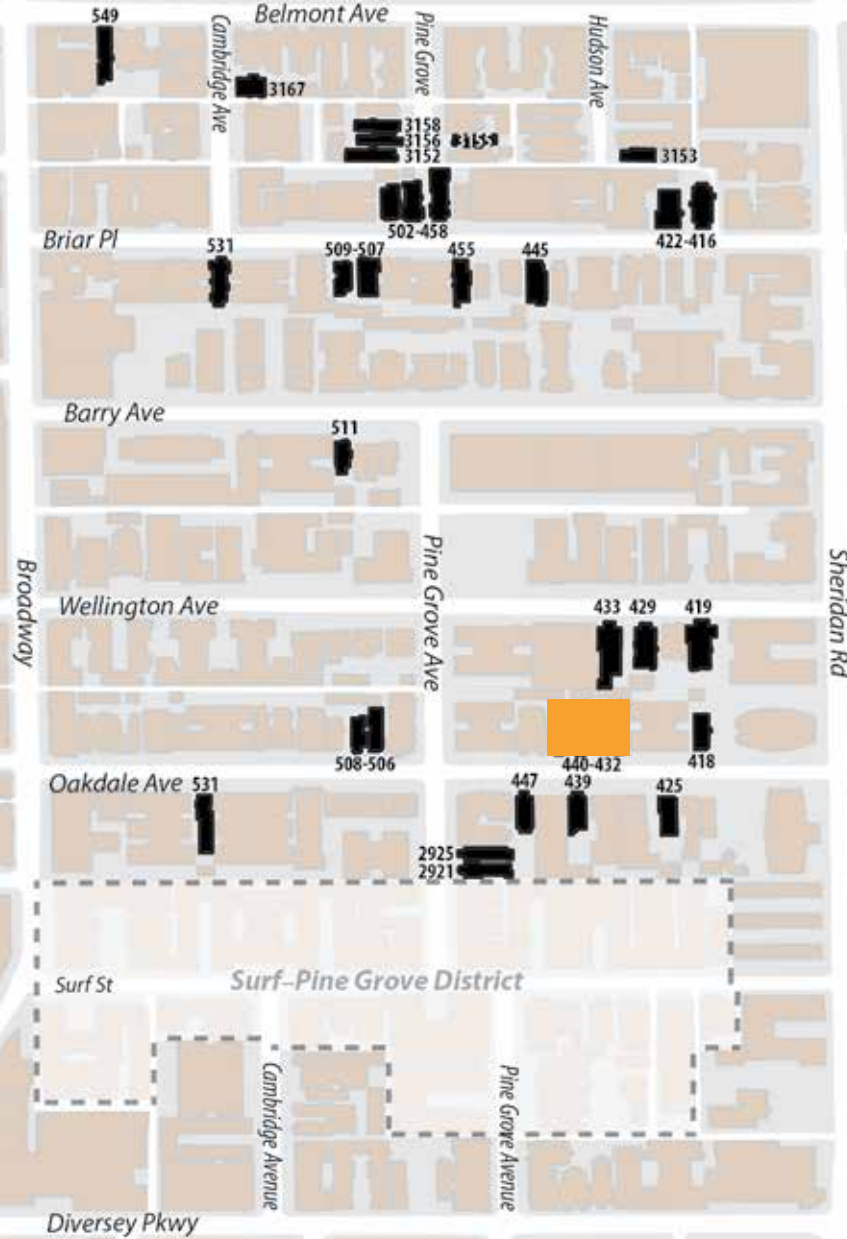 549
Belmont Ave
Pine Grove
Hudson Ave
Cambridge Ave
3167
3158
3156
3152
3153
502-458
422-416
Briar Pl
531
509-507
455
445
Barry Ave
511
Broadway
Pine Grove Ave
Sheridan Rd
Wellington Ave
433
429
419
508-506
440-432
418
Oakdale Ave
531
447
439
425
2925
2921
Surf St
Surf–Pine Grove District
Cambridge Avenue
Pine Grove Avenue
Diversey Pkwy